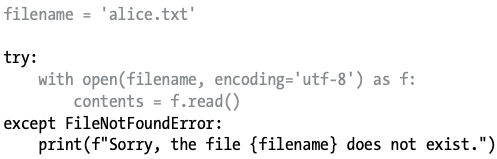 filename = 'alice.txt'
try:
    with open(filename, encoding='utf-8') as f:
        contents = f.read()
except FileNotFoundError:
    print(f"Sorry, the file {filename} does not exist.")